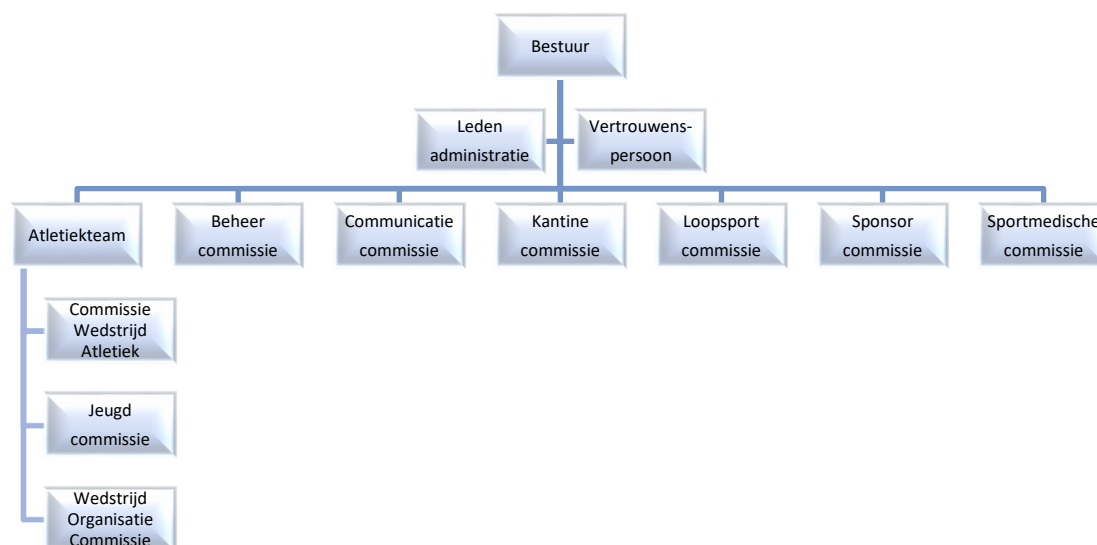 Bestuur
Leden
administratie
Vertrouwens-
persoon
Atletiekteam
Beheer
commissie
Communicatie
commissie
Kantine
commissie
Loopsport
commissie
Sponsor
commissie
Sportmedische
commissie
Commissie
Wedstrijd
Atletiek
Jeugd
commissie
Wedstrijd
Organisatie
Commissie